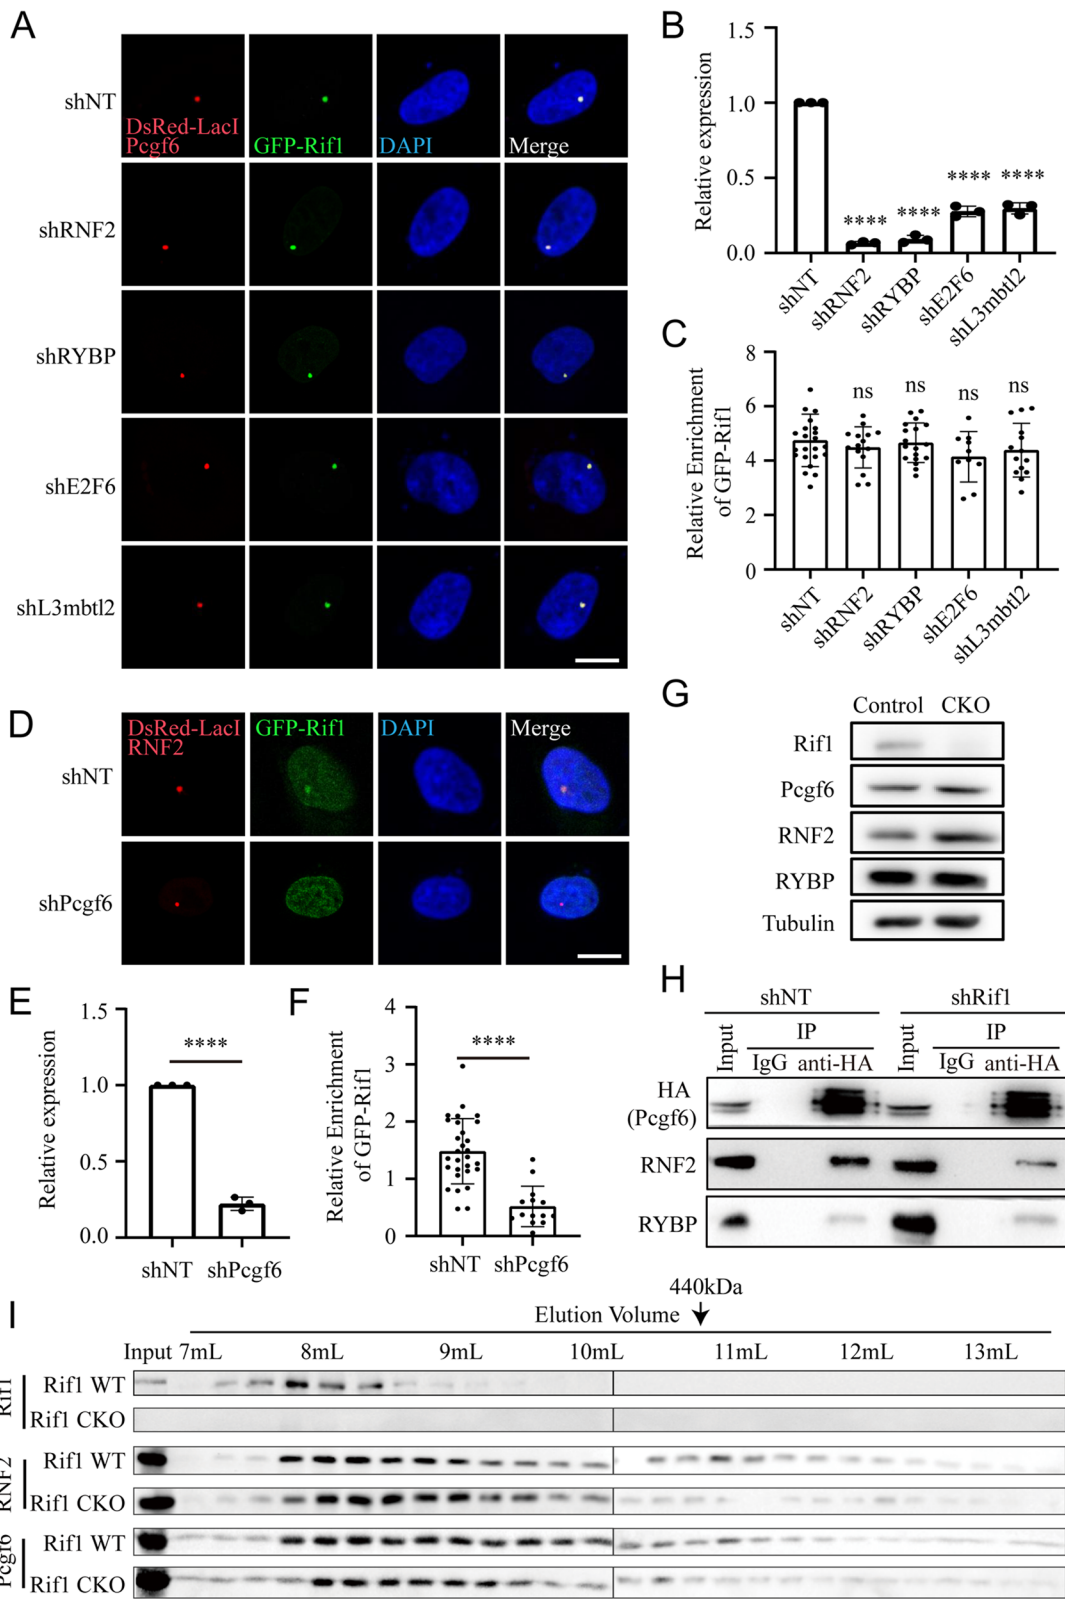 A
shNT
DsRed-LacI
Pcgf6
GFP-Rif1
DAPI
Merge
shRNF2
shRYBP
shE2F6
shL3mbtl2
B
Relative expression
1.5
1.0
0.5
0.0
****
****
****
****
shNT
shRNF2
shRYBP
shE2F6
shL3mbtl2
C
Relative Enrichment
of GFP-Rif1
8
6
4
2
0
ns
ns
ns
ns
shNT
shRNF2
shRYBP
shE2F6
shL3mbtl2
D
DsRed-LacI
RNF2
GFP-Rif1
DAPI
Merge
shNT
shPcgf6
G
Control CKO
Rif1
Pcgf6
RNF2
RYBP
Tubulin
E
Relative expression
1.5
1.0
0.5
0.0
****
shNT shPcgf6
F
Relative Enrichment
of GFP-Rif1
4
3
2
1
0
****
shNT shPcgf6
H
shNT shRif1
Input IP Input IP
IgG anti-HA IgG anti-HA
HA
(Pcgf6)
RNF2
RYBP
I
440kDa
Elution Volume
Input 7mL 8mL 9mL 10mL 11mL 12mL 13mL
Rif1
Rif1 WT
Rif1 CKO
RNF2
Rif1 WT
Rif1 CKO
Pcgf6
Rif1 WT
Rif1 CKO